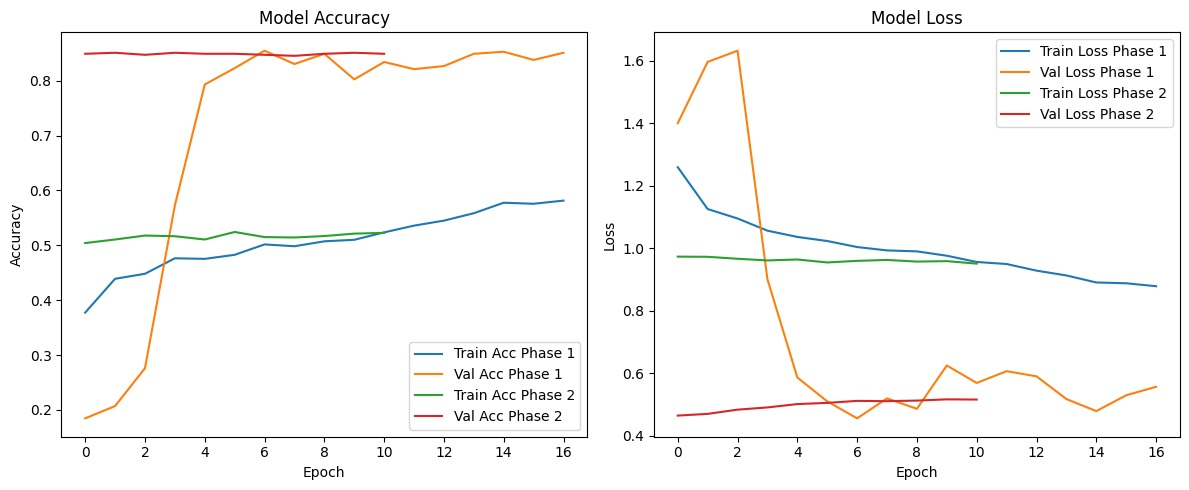 Model Accuracy
Accuracy
0.8
0.7
0.6
0.5
0.4
0.3
0.2
Train Acc Phase 1
Val Acc Phase 1
Train Acc Phase 2
Val Acc Phase 2
0 2 4 6 8 10 12 14 16
Epoch
Model Loss
Loss
1.6
1.4
1.2
1.0
0.8
0.6
0.4
Train Loss Phase 1
Val Loss Phase 1
Train Loss Phase 2
Val Loss Phase 2
0 2 4 6 8 10 12 14 16
Epoch